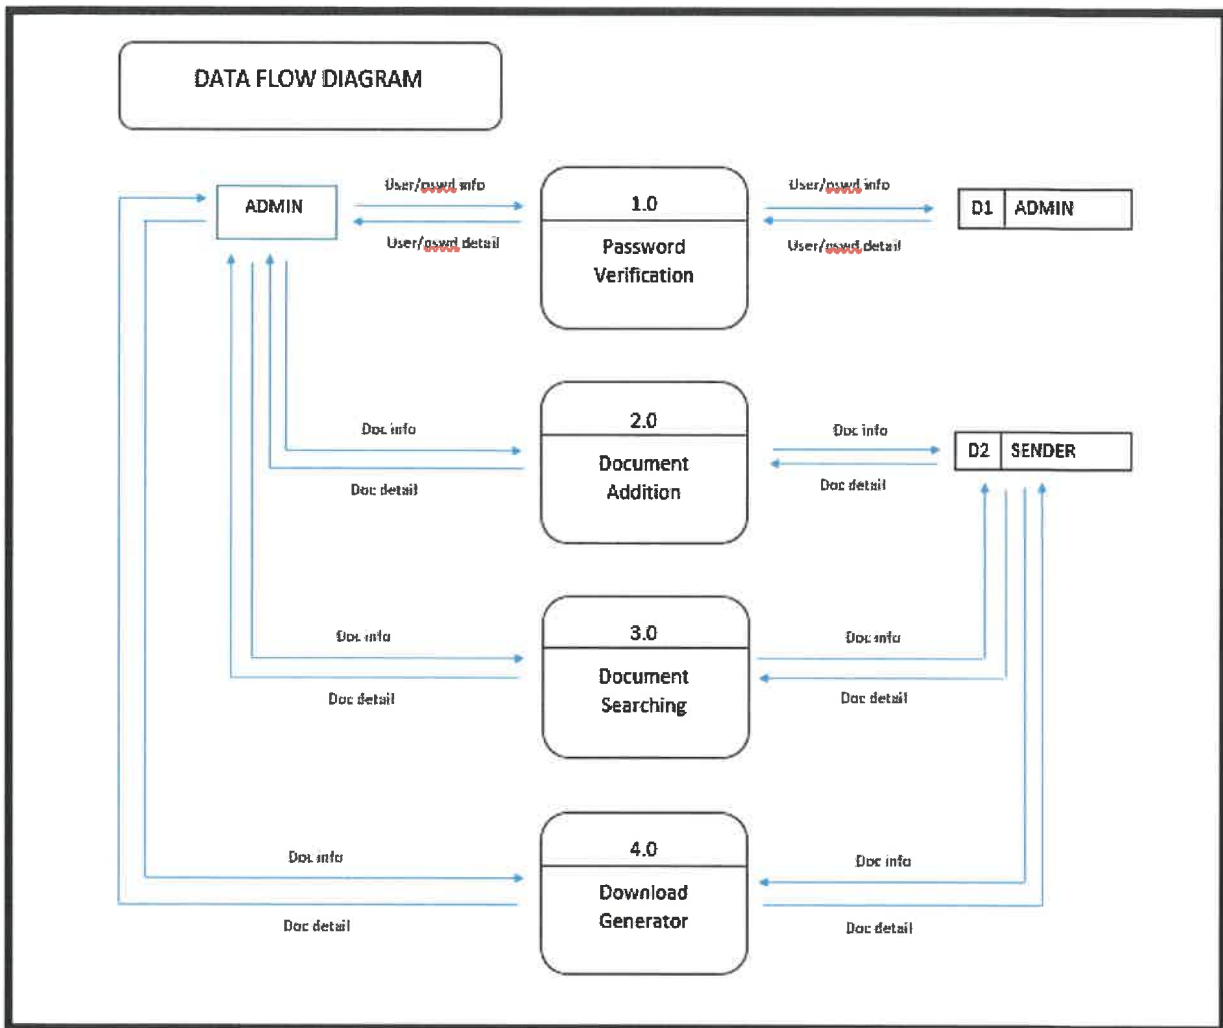 DATA FLOW DIAGRAM
User/pswd info
User/pswd info
ADMIN
1.0
D1 ADMIN
User/pswd detail
Password
Verification
User/pswd detail
2.0
Doc info
Doc info
D2 SENDER
Document
Addition
Doc detail
Doc detail
3.0
Doc info
Doc info
Document
Searching
Doc detail
Doc detail
4.0
Doc info
Doc info
Download
Generator
Doc detail
Doc detail